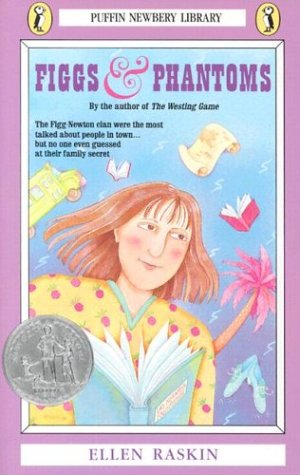 PUFFIN NEWBERY LIBRARY
FIGGS & PHANTOMS
By the author of The Westing Game
The Figg-Newton clan were the most
talked about people in town...
but no one even guessed
at their family secret
ELLEN RASKIN